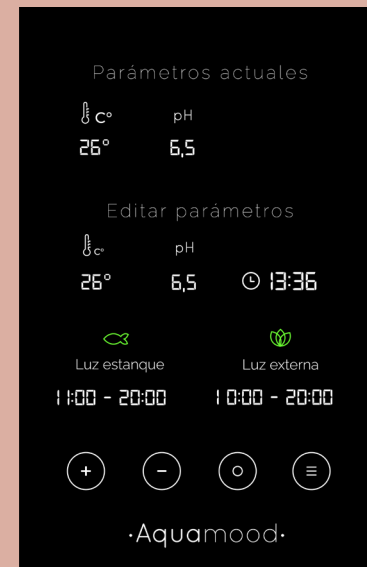 Parámetros actuales
C° pH
26° 6,5
Editar parámetros
C° pH
26° 6,5 13:36
Luz estanque Luz externa
11:00 - 20:00 10:00 - 20:00
+ -
·Aquamood·